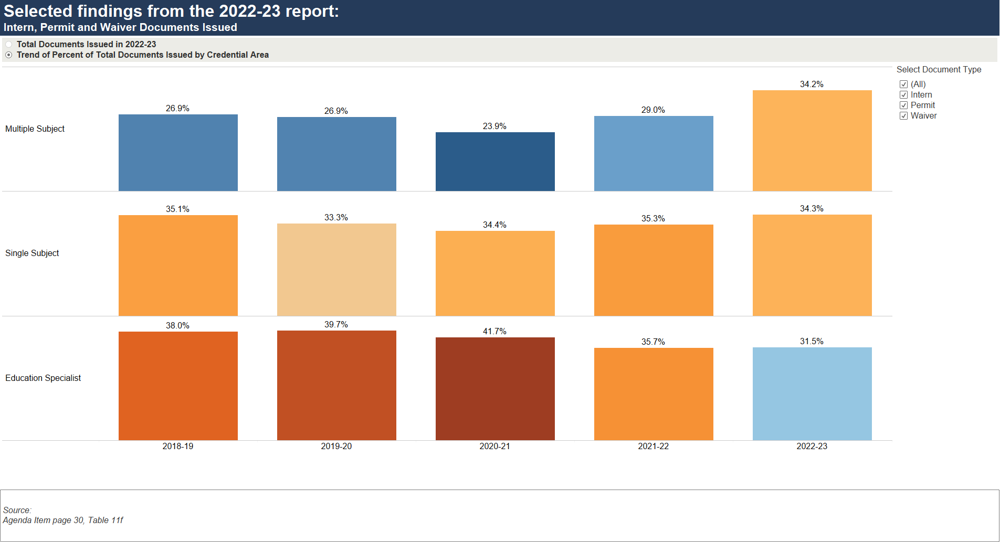 Selected findings from the 2022-23 report:
Intern, Permit and Waiver Documents Issued
Total Documents Issued in 2022-23
Trend of Percent of Total Documents Issued by Credential Area
Select Document Type
(All)
Intern
Permit
Waiver
Multiple Subject
26.9%
26.9%
23.9%
29.0%
34.2%
Single Subject
35.1%
33.3%
34.4%
35.3%
34.3%
Education Specialist
38.0%
39.7%
41.7%
35.7%
31.5%
2018-19
2019-20
2020-21
2021-22
2022-23
Source:
Agenda Item page 30, Table 11f